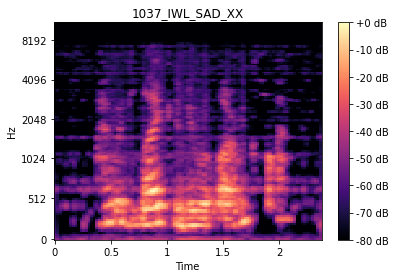 1037_IWL_SAD_XX
Hz
8192
4096
2048
1024
512
0
0
0.5
1
1.5
2
Time
+0 dB
-10 dB
-20 dB
-30 dB
-40 dB
-50 dB
-60 dB
-70 dB
-80 dB